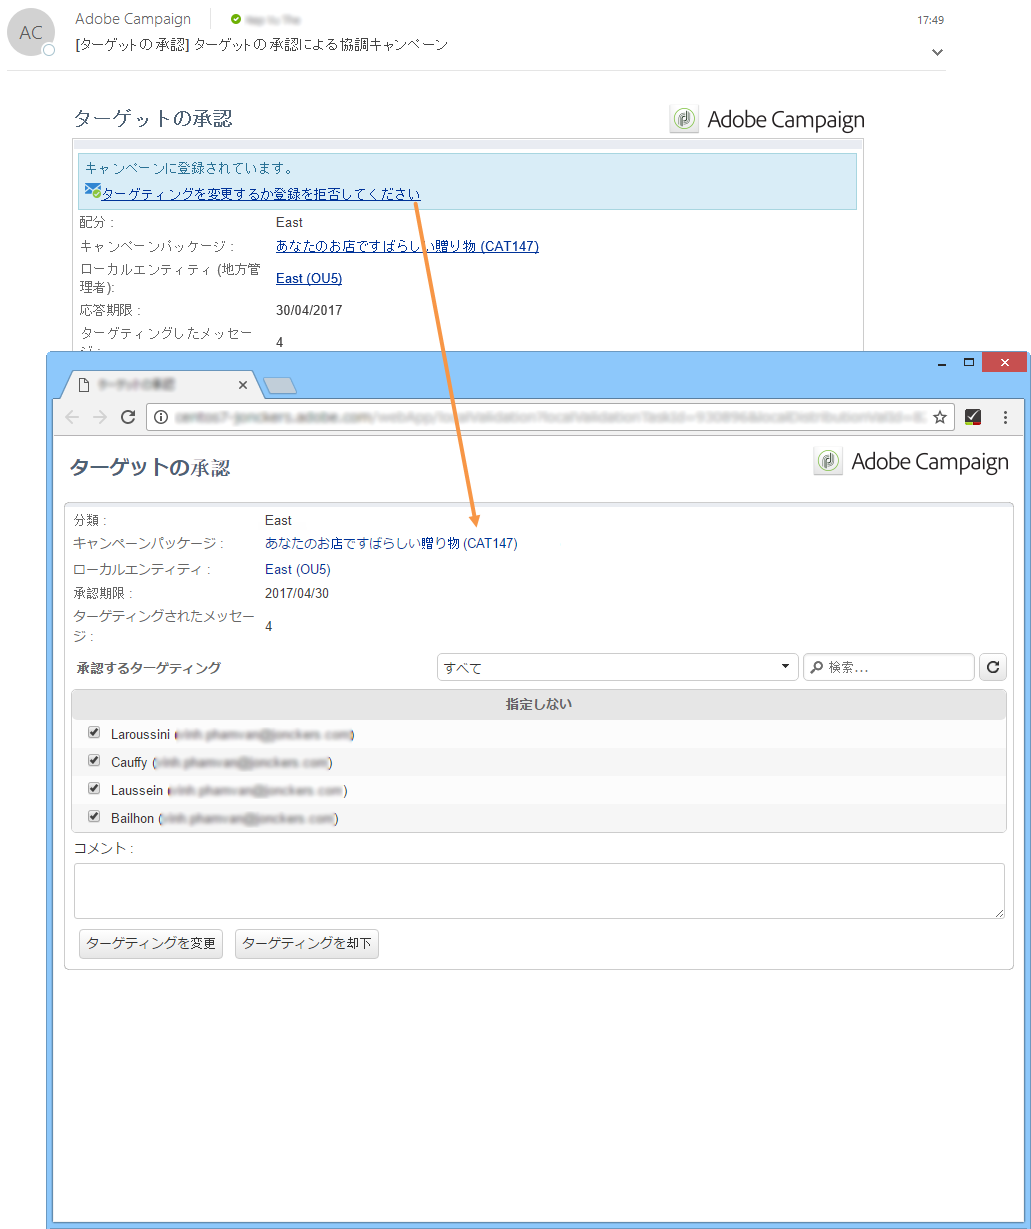 Adobe Campaign
17:49
AC
[ターゲットの承認] ターゲットの承認による協調キャンペーン
ターゲットの承認
Adobe Campaign
キャンペーンに登録されています。
ターゲティングを変更するか登録を拒否してください
配分 : East
キャンペーンパッケージ : あなたのお店ですばらしい贈り物 (CAT147)
ローカルエンティティ (地方管
理者): East (OU5)
応答期限 : 30/04/2017
ターゲティングしたメッセー
ジ : 4
ターゲットの承認
ターゲットの承認
Adobe Campaign
分類 : East
キャンペーンパッケージ : あなたのお店ですばらしい贈り物 (CAT147)
ローカルエンティティ : East (OU5)
承認期限 : 2017/04/30
ターゲティングされたメッセー
ジ : 4
承認するターゲティング
すべて
検索...
指定しない
Laroussini
Cauffy
Laussein
Bailhon
コメント :
ターゲティングを変更
ターゲティングを却下